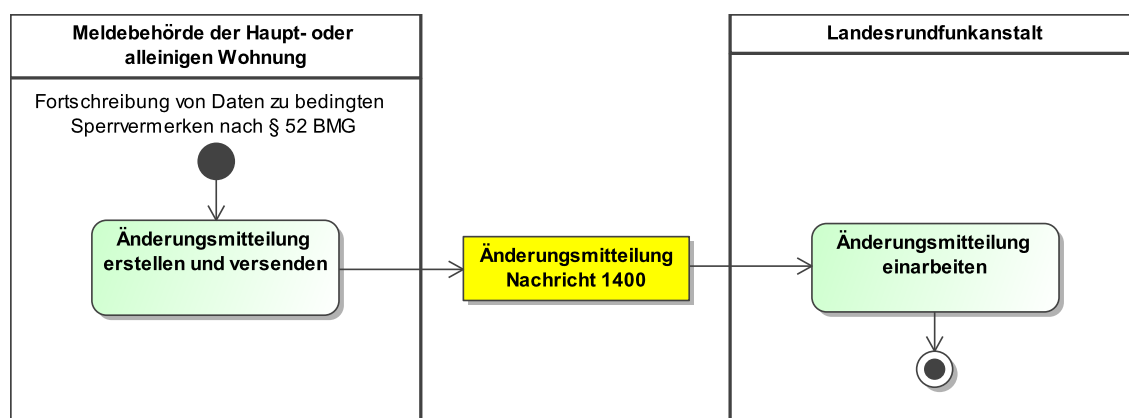 Meldebehörde der Haupt- oder
alleinigen Wohnung
Landesrundfunkanstalt
Fortschreibung von Daten zu bedingten
Sperrvermerken nach § 52 BMG
Änderungsmitteilung
erstellen und versenden
Änderungsmitteilung
Nachricht 1400
Änderungsmitteilung
einarbeiten